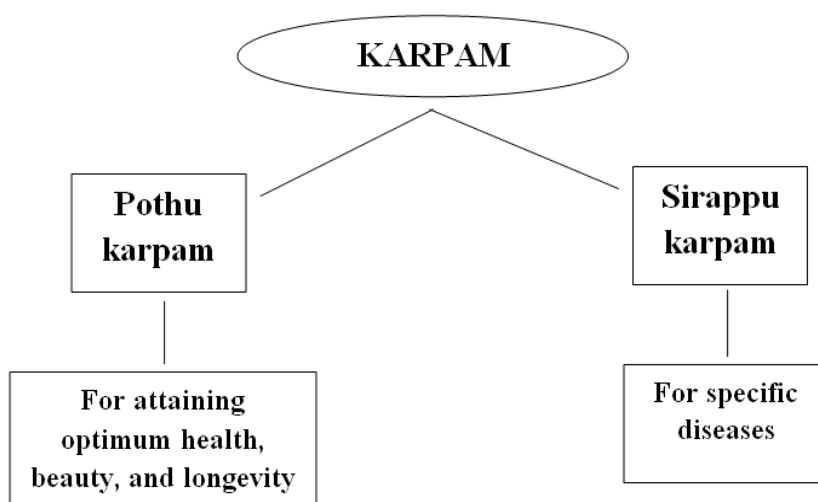 KARPAM
Pothu
karpam
Sirappu
karpam
For attaining
optimum health,
beauty, and longevity
For specific
diseases